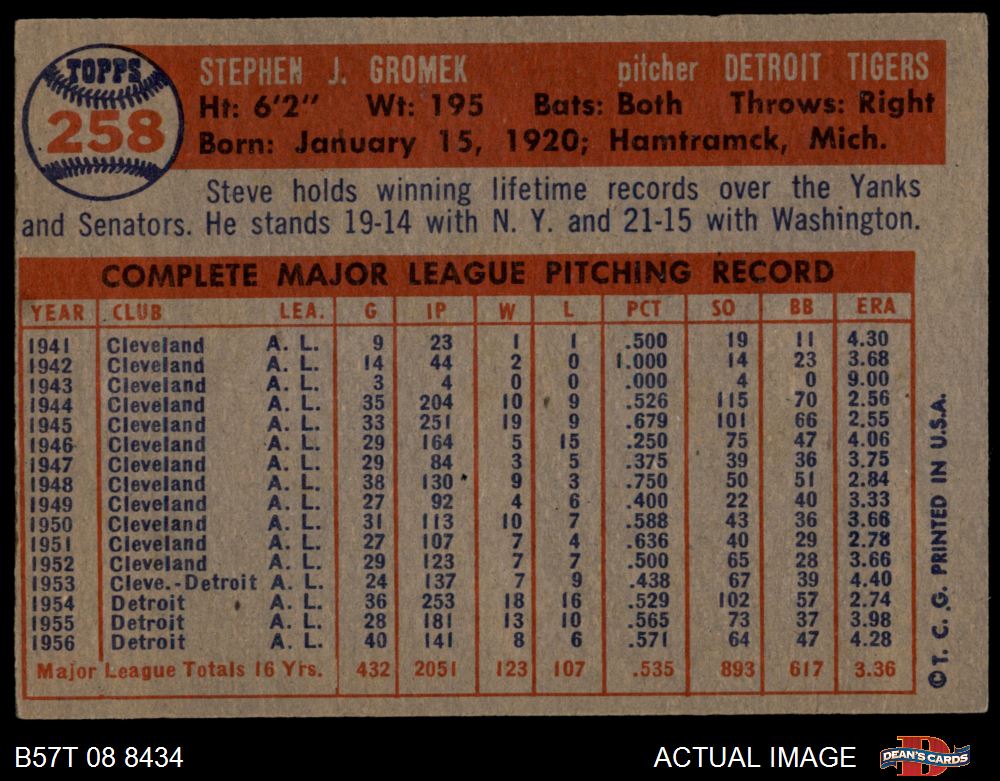 TOPPS
258
STEPHEN J. GROMEK pitcher DETROIT TIGERS
Ht: 6'2" Wt: 195 Bats: Both Throws: Right
Born: January 15, 1920; Hamtramck, Mich.
Steve holds winning lifetime records over the Yanks
and Senators. He stands 19-14 with N. Y. and 21-15 with Washington.
COMPLETE MAJOR LEAGUE PITCHING RECORD
YEAR CLUB LEA. G IP W L PCT SO BB ERA
1941 Cleveland A. L. 9 23 1 1 .500 19 11 4.30
1942 Cleveland A. L. 14 44 2 0 1.000 14 23 3.68
1943 Cleveland A. L. 3 4 0 0 .000 4 0 9.00
1944 Cleveland A. L. 35 204 10 9 .526 115 70 2.56
1945 Cleveland A. L. 33 251 19 9 .679 101 66 2.55
1946 Cleveland A. L. 29 164 5 15 .250 75 47 4.06
1947 Cleveland A. L. 29 84 3 5 .375 39 36 3.75
1948 Cleveland A. L. 38 130 9 3 .750 50 51 2.84
1949 Cleveland A. L. 27 92 4 6 .400 22 40 3.33
1950 Cleveland A. L. 31 113 10 7 .588 43 36 3.66
1951 Cleveland A. L. 27 107 7 4 .636 40 29 2.78
1952 Cleveland A. L. 29 123 7 7 .500 65 28 3.66
1953 Cleve.-Detroit A. L. 24 137 7 9 .438 67 39 4.40
1954 Detroit A. L. 36 253 18 16 .529 102 57 2.74
1955 Detroit A. L. 28 181 13 10 .565 73 37 3.98
1956 Detroit A. L. 40 141 8 6 .571 64 47 4.28
Major League Totals 16 Yrs. 432 2051 123 107 .535 893 617 3.36
©T. C. G. PRINTED IN U.S.A.
B57T 08 8434 ACTUAL IMAGE
DEAN'S CARDS